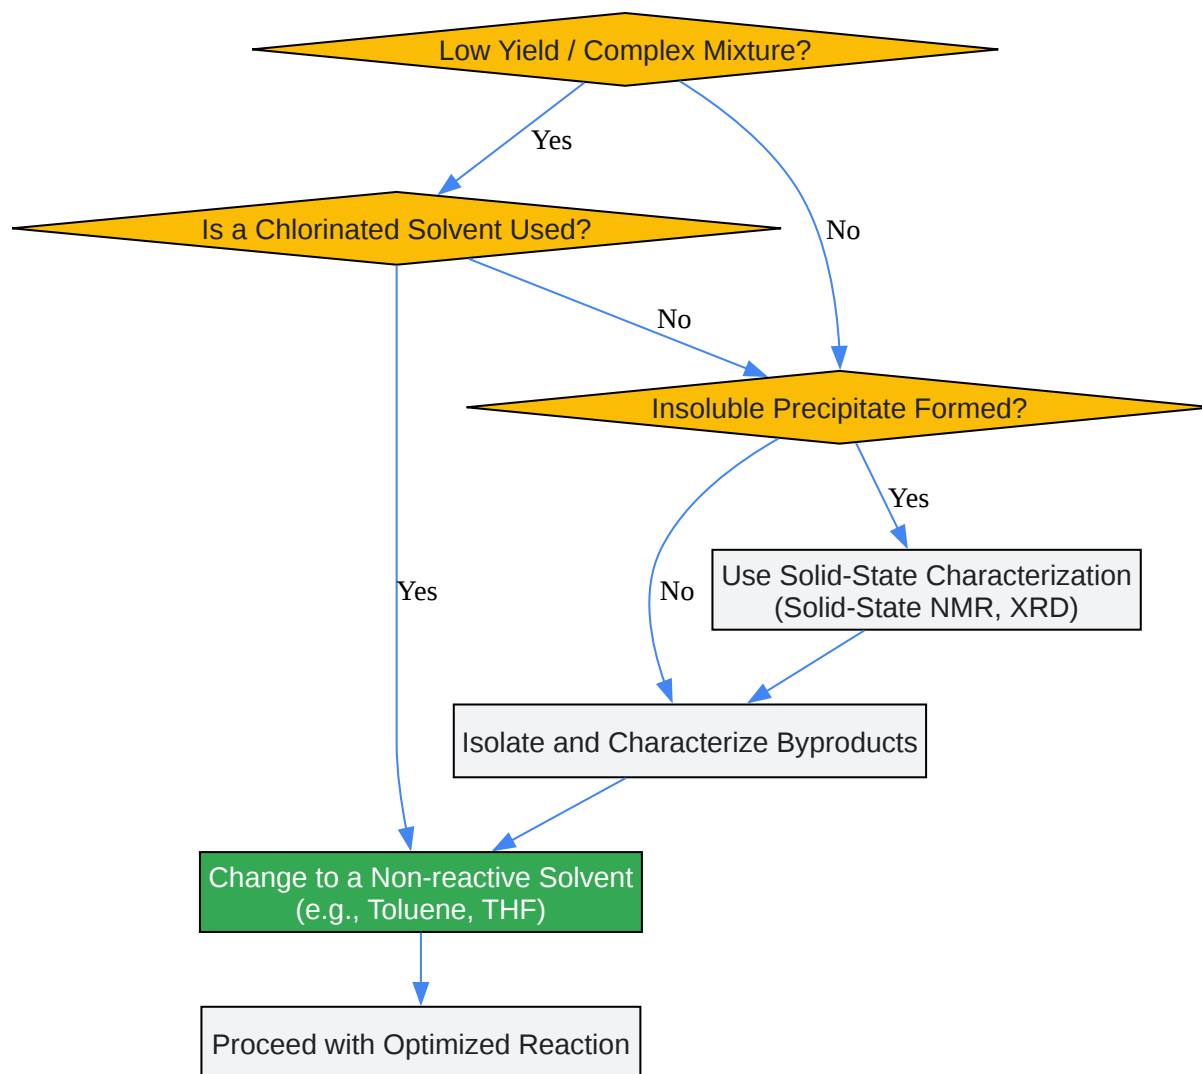 Low Yield / Complex Mixture?
Yes
Is a Chlorinated Solvent Used?
No
No
Insoluble Precipitate Formed?
Yes
Yes
No
Use Solid-State Characterization
(Solid-State NMR, XRD)
Isolate and Characterize Byproducts
Change to a Non-reactive Solvent
(e.g., Toluene, THF)
Proceed with Optimized Reaction